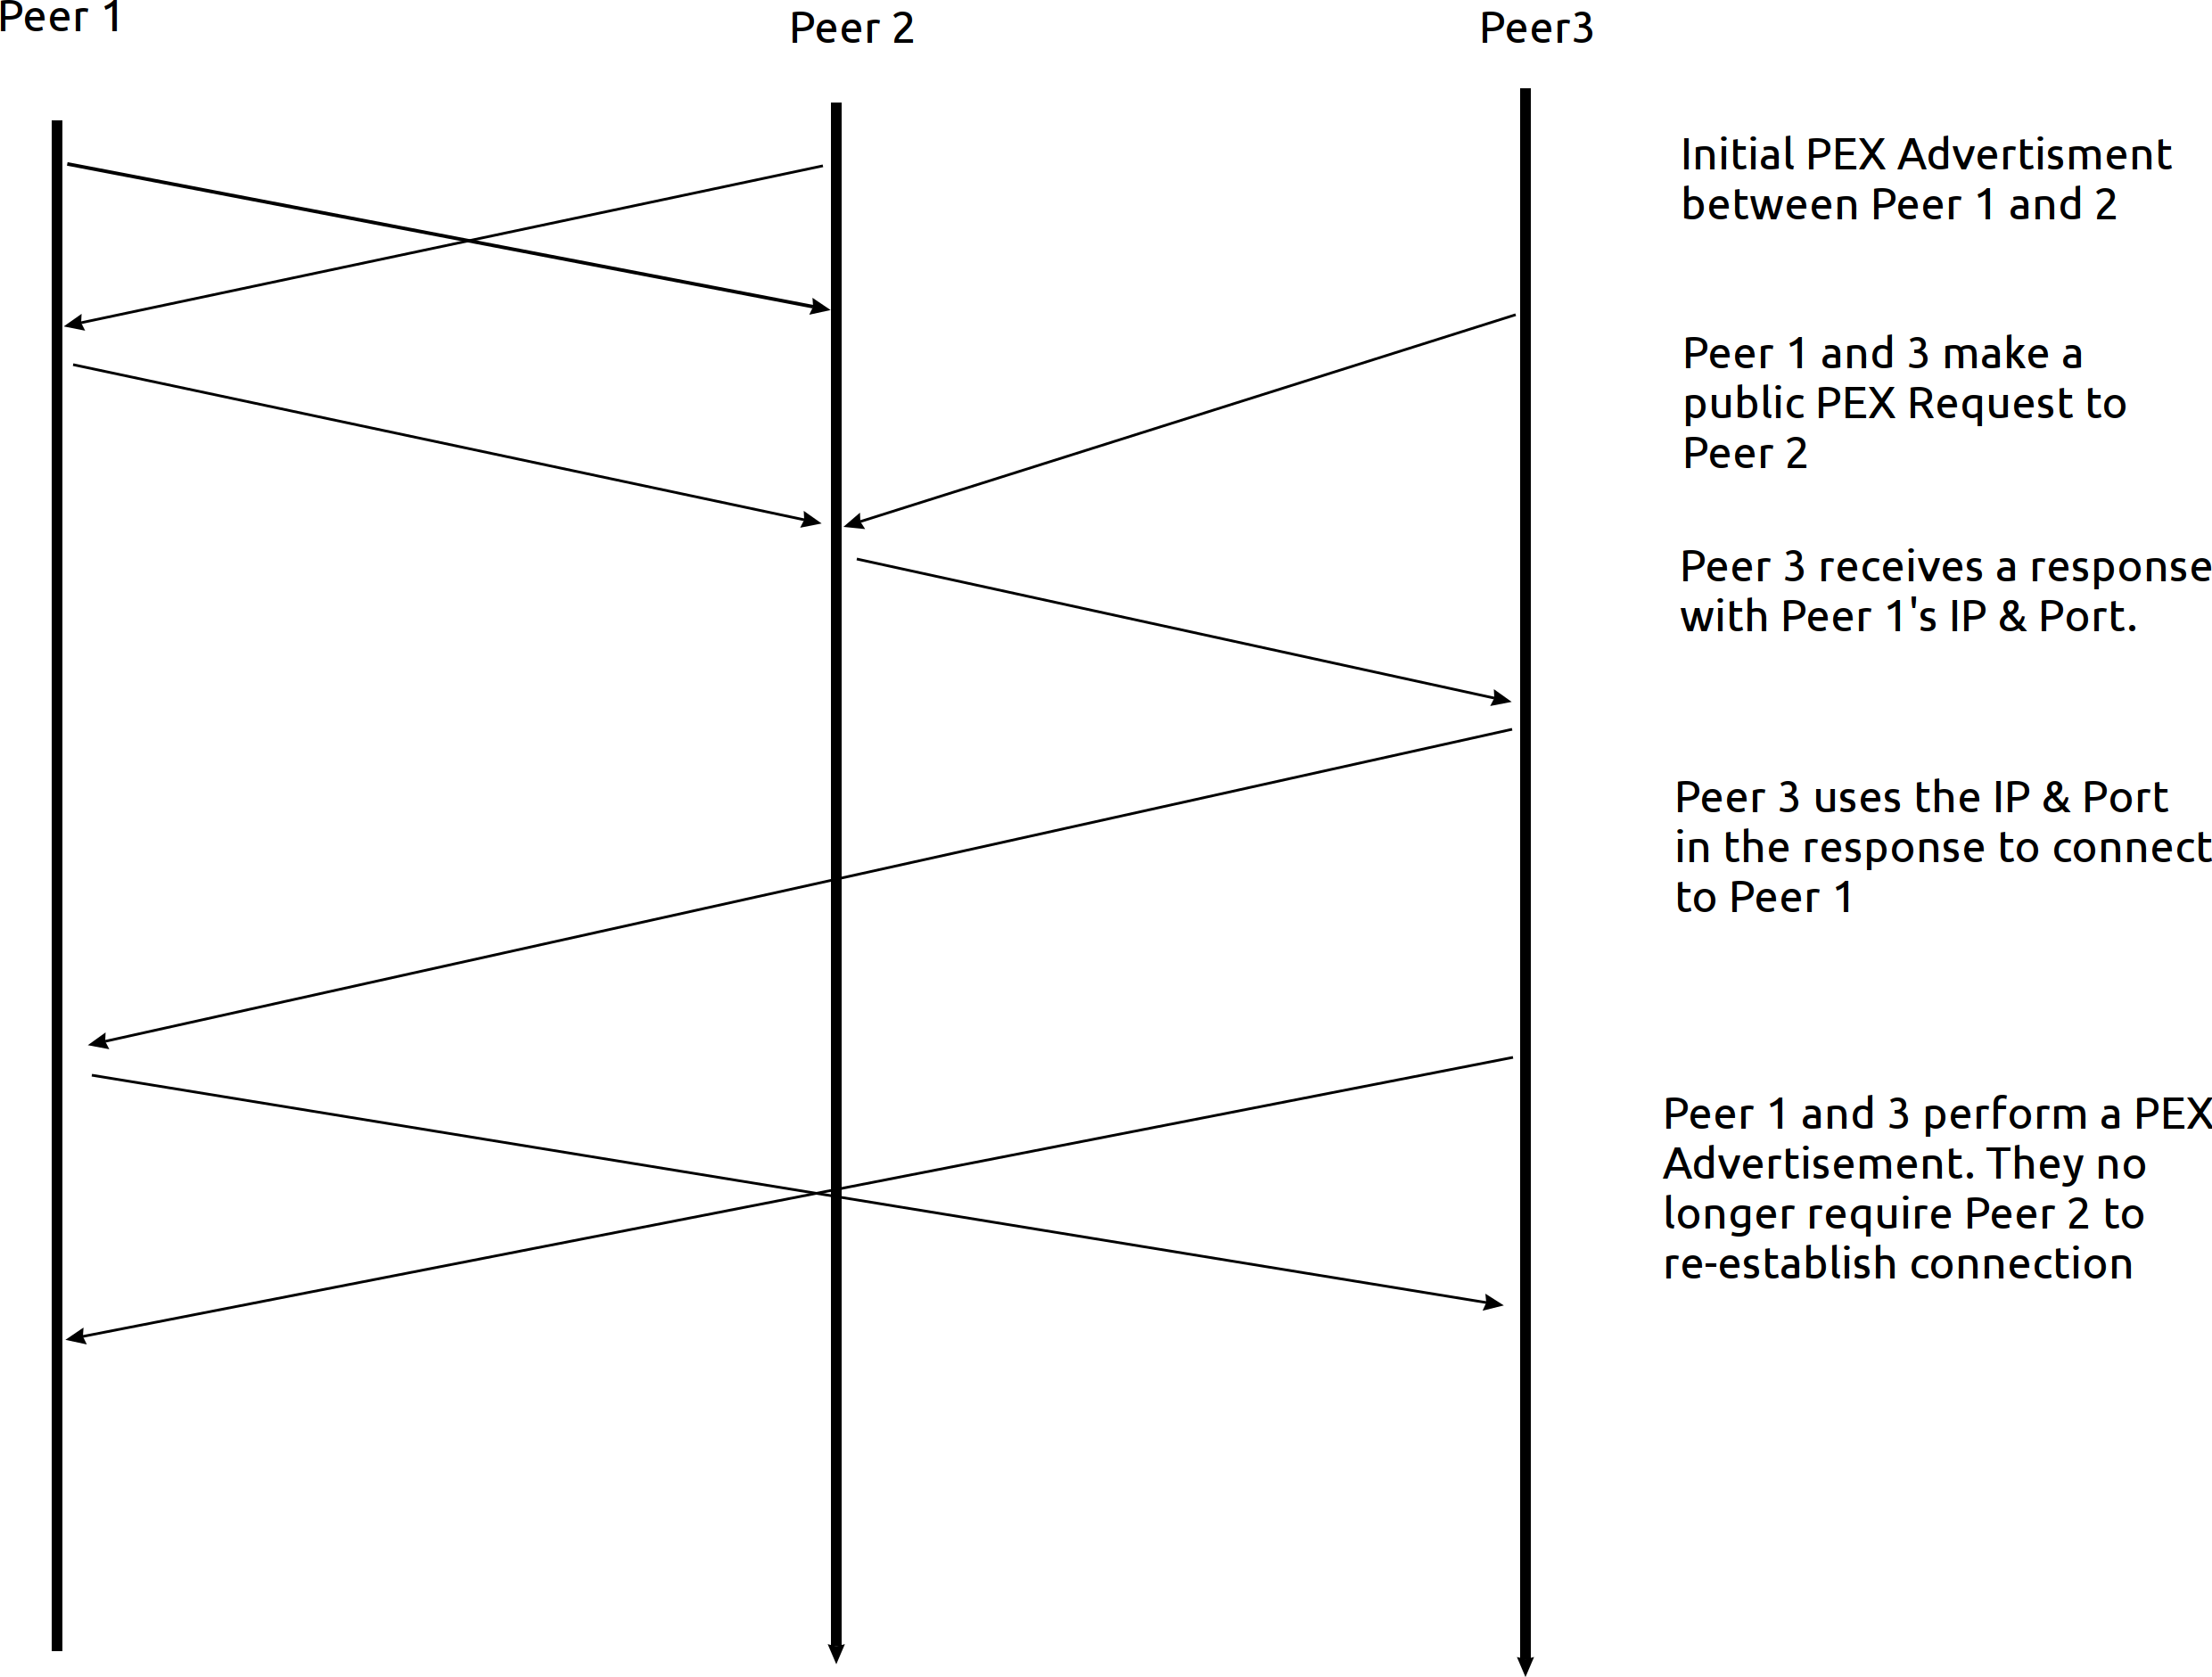 Peer 1
Peer 2
Peer3
Initial PEX Advertisment
between Peer 1 and 2
Peer 1 and 3 make a
public PEX Request to
Peer 2
Peer 3 receives a response
with Peer 1's IP & Port.
Peer 3 uses the IP & Port
in the response to connect
to Peer 1
Peer 1 and 3 perform a PEX
Advertisement. They no
longer require Peer 2 to
re-establish connection